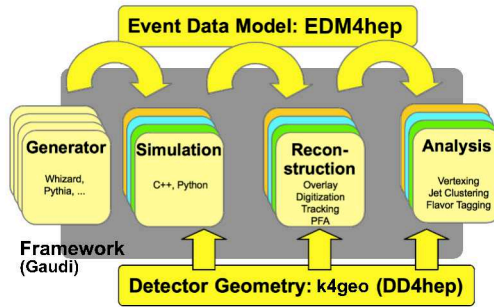 Event Data Model: EDM4hep
Generator
Whizard,
Pythia, ...
Simulation
C++, Python
Recon-
struction
Overlay
Digitization
Tracking
PFA
Analysis
Vertexing
Jet Clustering
Flavor Tagging
Framework
(Gaudi)
Detector Geometry: k4geo (DD4hep)